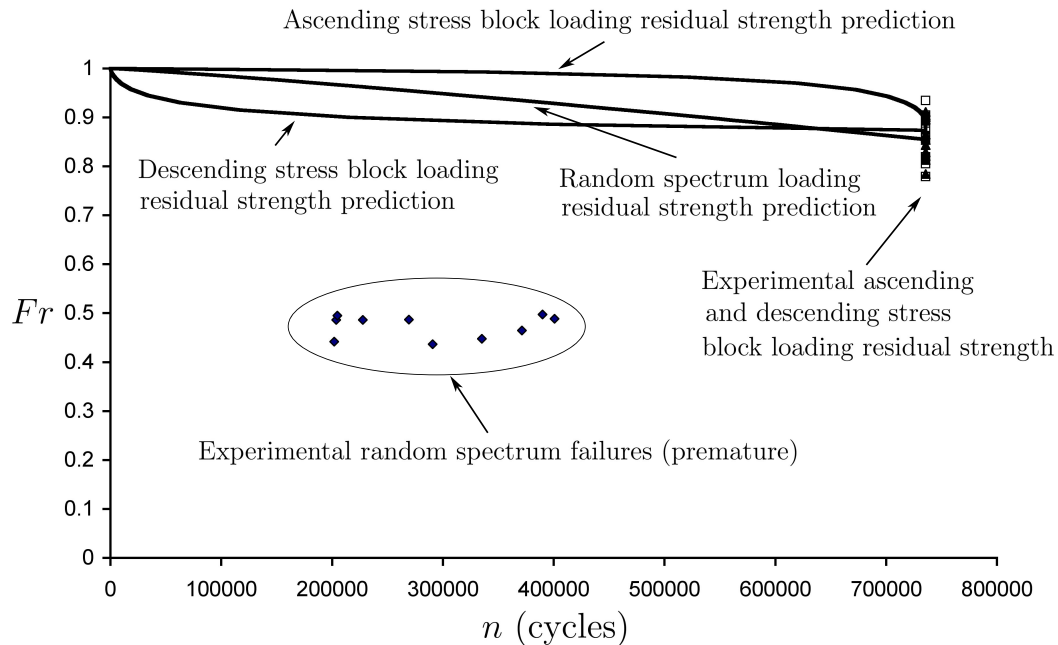 Ascending stress block loading residual strength prediction
1
0.9
0.8
0.7
0.6
0.5
0.4
0.3
0.2
0.1
0
Fr
Descending stress block loading
residual strength prediction
Random spectrum loading
residual strength prediction
Experimental ascending
and descending stress
block loading residual strength
Experimental random spectrum failures (premature)
0 100000 200000 300000 400000 500000 600000 700000 800000
n (cycles)